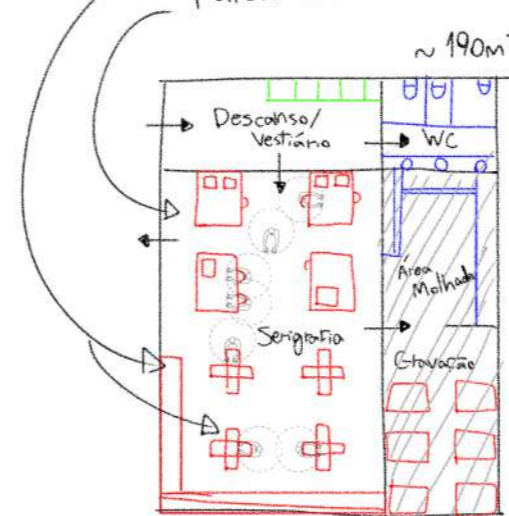 ~ 190m²
Descanso/
Vestiário
WC
Área
Molhada
Serigrafia
Gravação